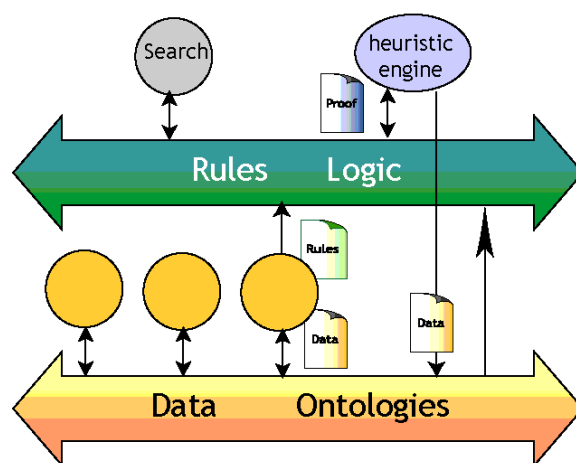 Search
heuristic
engine
Proof
Rules Logic
Rules
Data
Data
Data Ontologies